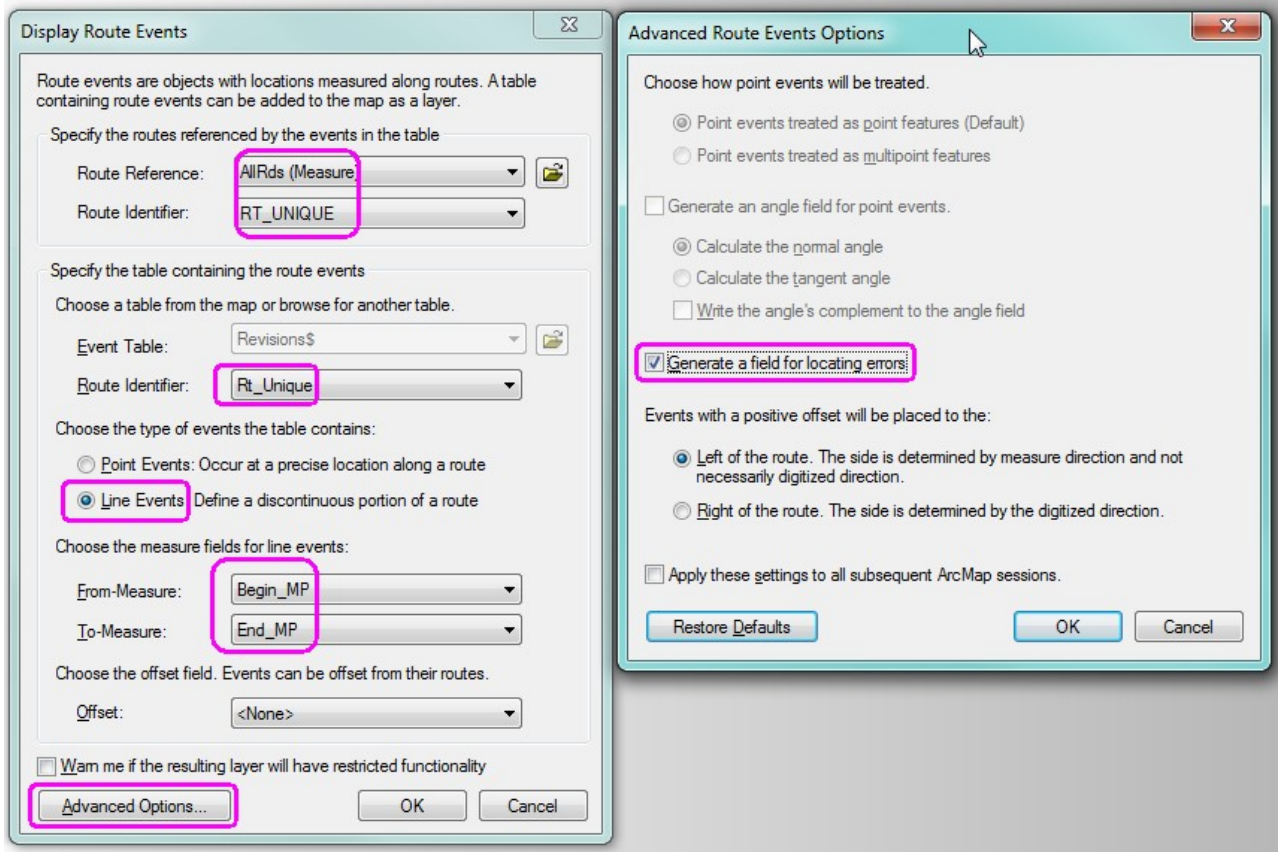 Display Route Events
Route events are objects with locations measured along routes. A table
containing route events can be added to the map as a layer.
Specify the routes referenced by the events in the table
Route Reference: AllRds (Measure)
Route Identifier: RT_UNIQUE
Specify the table containing the route events
Choose a table from the map or browse for another table.
Event Table: Revisions$
Route Identifier: Rt_Unique
Choose the type of events the table contains:
Point Events: Occur at a precise location along a route
Line Events: Define a discontinuous portion of a route
Choose the measure fields for line events:
From-Measure: Begin_MP
To-Measure: End_MP
Choose the offset field. Events can be offset from their routes.
Offset: <None>
Warn me if the resulting layer will have restricted functionality
Advanced Options... OK Cancel
Advanced Route Events Options
Choose how point events will be treated.
Point events treated as point features (Default)
Point events treated as multipoint features
Generate an angle field for point events.
Calculate the normal angle
Calculate the tangent angle
Write the angle's complement to the angle field
Generate a field for locating errors
Events with a positive offset will be placed to the:
Left of the route. The side is determined by measure direction and not
necessarily digitized direction.
Right of the route. The side is determined by the digitized direction.
Apply these settings to all subsequent ArcMap sessions.
Restore Defaults OK Cancel